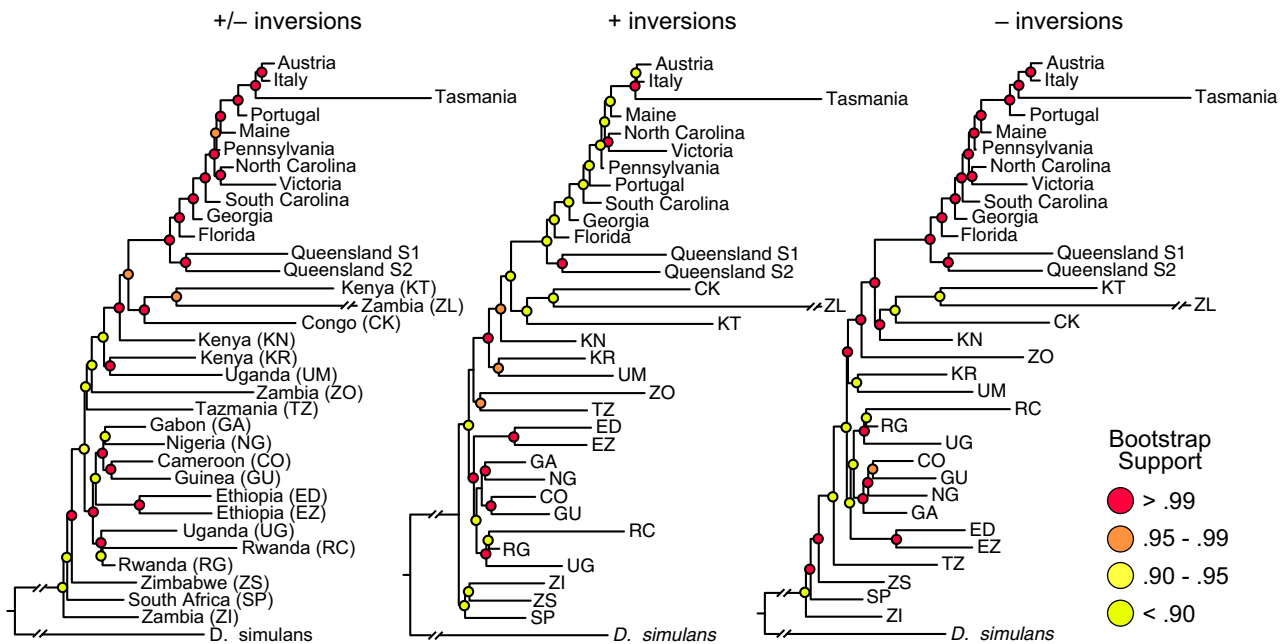 +/– inversions
Austria
Italy
Tasmania
Portugal
Maine
Pennsylvania
North Carolina
Victoria
South Carolina
Georgia
Florida
Queensland S1
Queensland S2
Kenya (KT)
Zambia (ZL)
Congo (CK)
Kenya (KN)
Kenya (KR)
Uganda (UM)
Zambia (ZO)
Tazmania (TZ)
Gabon (GA)
Nigeria (NG)
Cameroon (CO)
Guinea (GU)
Ethiopia (ED)
Ethiopia (EZ)
Uganda (UG)
Rwanda (RC)
Rwanda (RG)
Zimbabwe (ZS)
South Africa (SP)
Zambia (ZI)
D. simulans
+ inversions
Austria
Italy
Tasmania
Maine
North Carolina
Victoria
Pennsylvania
Portugal
South Carolina
Georgia
Florida
Queensland S1
Queensland S2
CK
ZL
KT
KN
KR
UM
ZO
TZ
ED
EZ
GA
NG
CO
GU
RC
RG
UG
ZI
ZS
SP
D. simulans
– inversions
Austria
Italy
Tasmania
Portugal
Maine
Pennsylvania
North Carolina
Victoria
South Carolina
Georgia
Florida
Queensland S1
Queensland S2
KT
ZL
CK
KN
ZO
KR
UM
RC
RG
UG
CO
GU
NG
GA
ED
EZ
TZ
ZS
SP
ZI
D. simulans
Bootstrap
Support
> .99
.95 - .99
.90 - .95
< .90